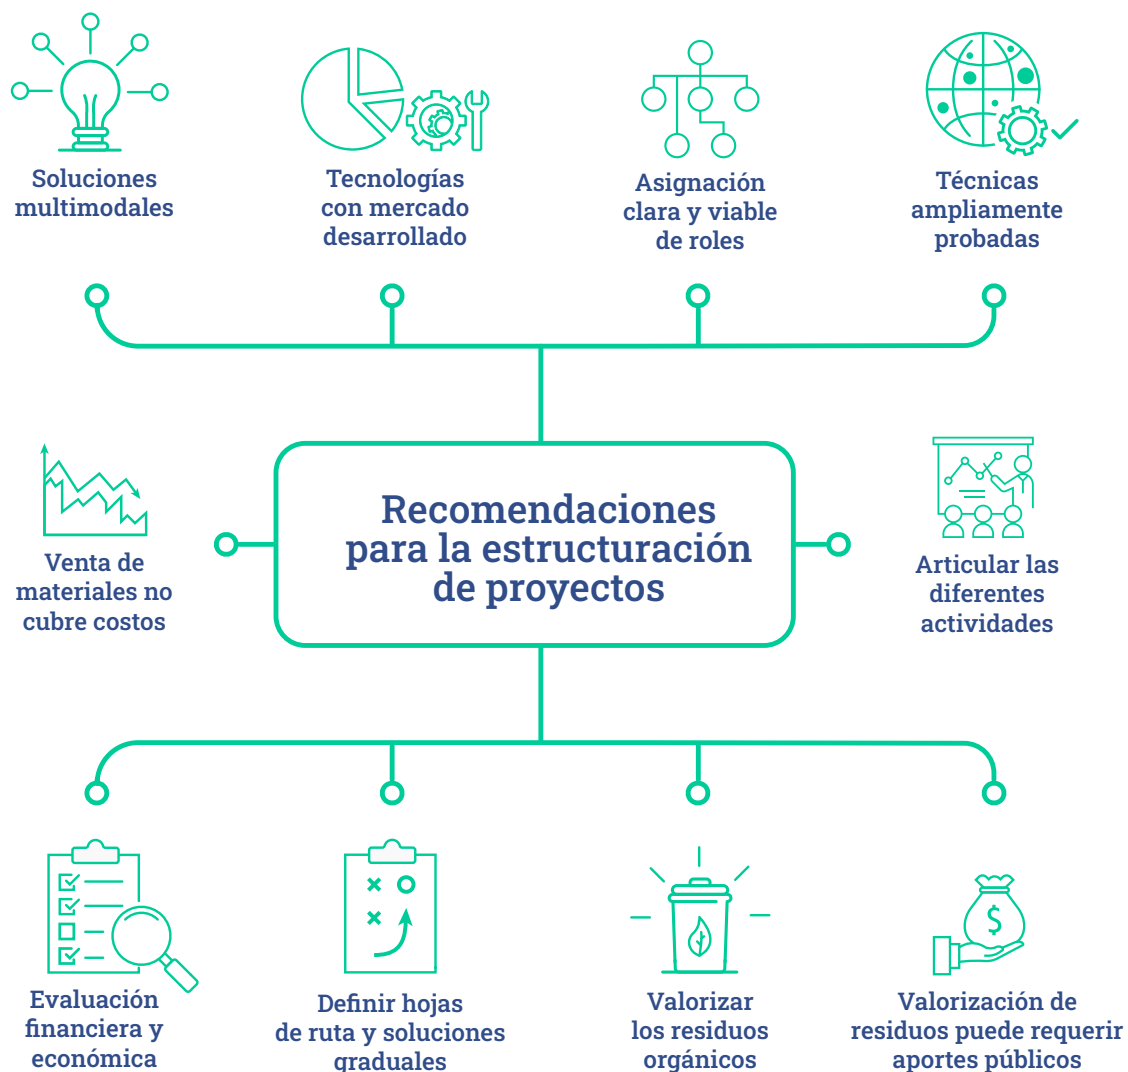 Soluciones
multimodales
Tecnologías
con mercado
desarrollado
Asignación
clara y viable
de roles
Técnicas
ampliamente
probadas
Venta de
materiales no
cubre costos
Recomendaciones
para la estructuración
de proyectos
Articular las
diferentes
actividades
Evaluación
financiera y
económica
Definir hojas
de ruta y soluciones
graduales
Valorizar
los residuos
orgánicos
$
Valorización de
residuos puede requerir
aportes públicos